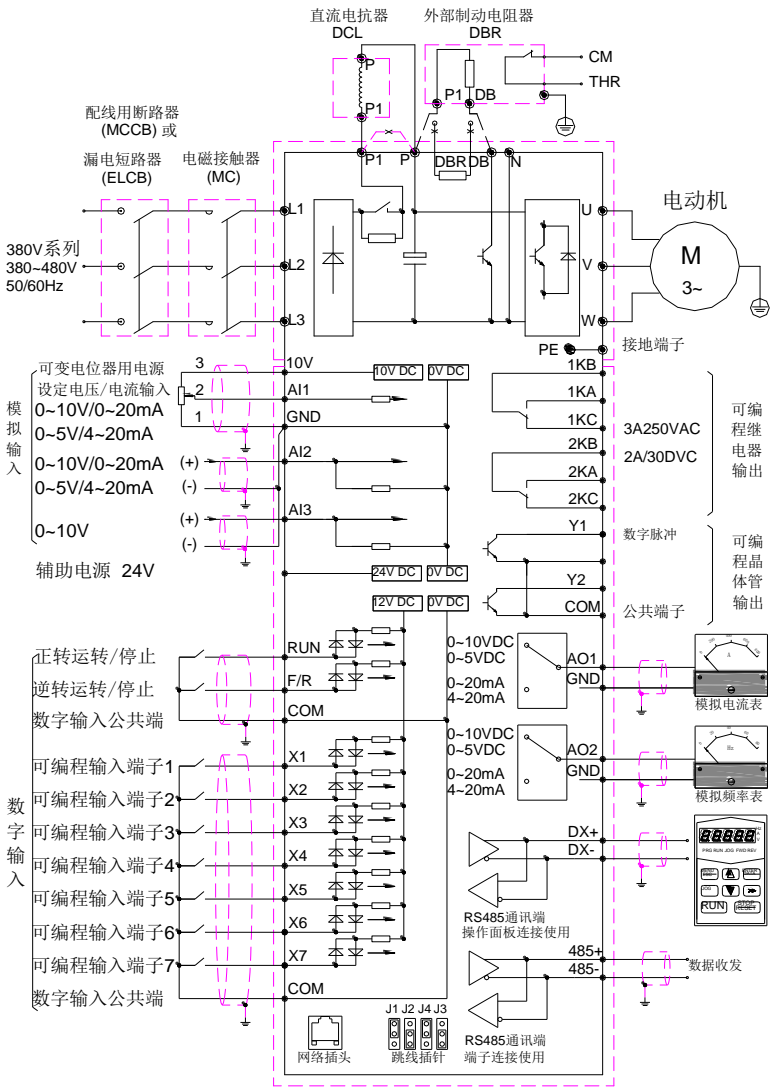 直流电抗器
DCL
外部制动电阻器
DBR
P
P1
P1
DB
CM
THR
配线用断路器
(MCCB) 或
漏电短路器
(ELCB)
电磁接触器
(MC)
P1
P
DBR
DB
N
380V系列
380~480V
50/60Hz
L1
L2
L3
U
V
W
电动机
M
3~
PE
接地端子
模拟输入
可变电位器用电源
设定电压/电流输入
0~10V/0~20mA
0~5V/4~20mA
3
2
1
10V
AI1
GND
10V DC
0V DC
0~10V/0~20mA
0~5V/4~20mA
(+)
(-)
AI2
0~10V
(+)
(-)
AI3
辅助电源 24V
24V DC
0V DC
12V DC
0V DC
1KB
1KA
1KC
2KB
2KA
2KC
3A250VAC
2A/30DVC
可编程继电器输出
Y1
数字脉冲
Y2
COM
公共端子
可编程晶体管输出
数字输入
正转运转/停止
RUN
逆转运转/停止
F/R
数字输入公共端
COM
可编程输入端子1
X1
可编程输入端子2
X2
可编程输入端子3
X3
可编程输入端子4
X4
可编程输入端子5
X5
可编程输入端子6
X6
可编程输入端子7
X7
数字输入公共端
COM
0~10VDC
0~5VDC
0~20mA
4~20mA
AO1
GND
A
模拟电流表
0~10VDC
0~5VDC
0~20mA
4~20mA
AO2
GND
Hz
模拟频率表
DX+
DX-
RS485通讯端
操作面板连接使用
88888
PRG RUN JOG FWD REV
JOG
RUN
STOP
RESET
485+
485-
数据收发
RS485通讯端
端子连接使用
网络插头
J1 J2 J4 J3
跳线插针